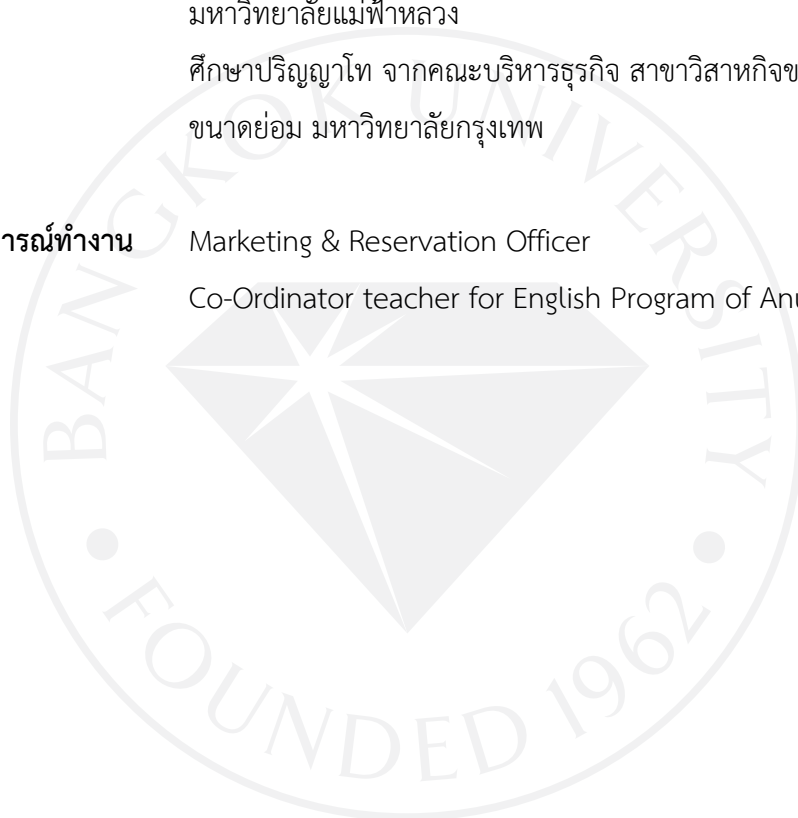 มหาวิทยาลัยแม่ฟ้าหลวง
ศึกษาปริญญาโท จากคณะบริหารธุรกิจ สาขาวิสาหกิจข
ขนาดย่อม มหาวิทยาลัยกรุงเทพ
ารณ์ทำงาน Marketing & Reservation Officer
Co-Ordinator teacher for English Program of Anu
BANGKOK UNIVERSITY
FOUNDED 1962